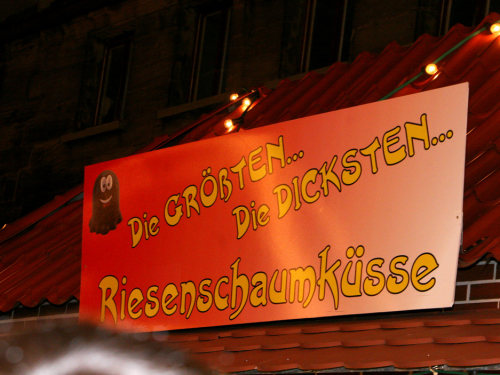 Die GRÖßTEN...
Die DICKSTEN...
Riesenschaumküsse